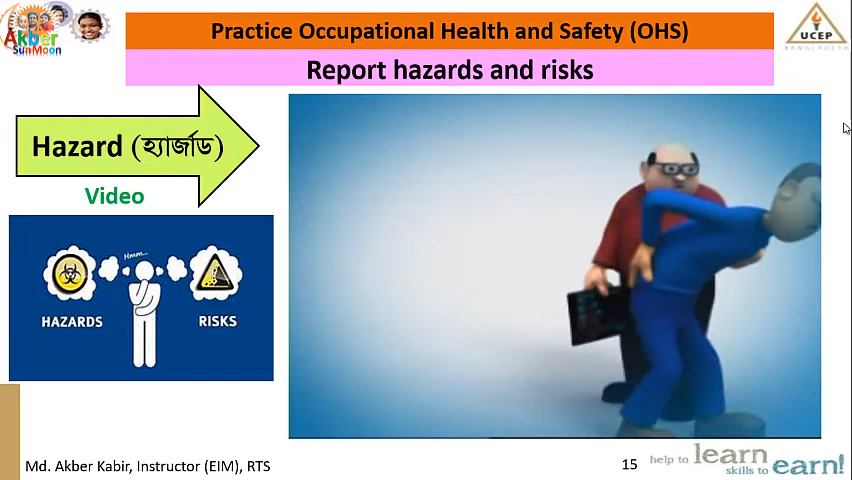 Akber
SunMoon
Practice Occupational Health and Safety (OHS)
UCEP
BANGLADESH
Report hazards and risks
Hazard (হ্যার্জাড)
Video
Hmm...
HAZARDS
RISKS
Md. Akber Kabir, Instructor (EIM), RTS
15
help to learn
skills to earn!